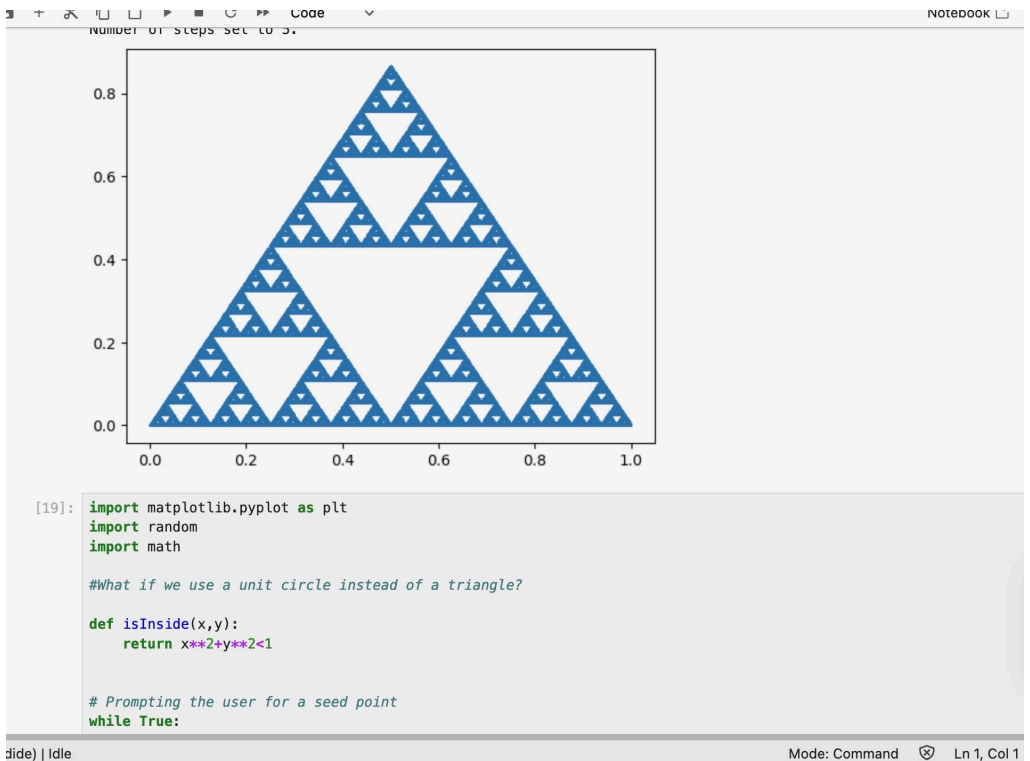 Code
Notebook
Number of steps set to 5.
0.8
0.6
0.4
0.2
0.0
0.0 0.2 0.4 0.6 0.8 1.0
[19]: import matplotlib.pyplot as plt
import random
import math
#What if we use a unit circle instead of a triangle?
def isInside(x,y):
return x**2+y**2<1
# Prompting the user for a seed point
while True:
dide) | Idle
Mode: Command
Ln 1, Col 1